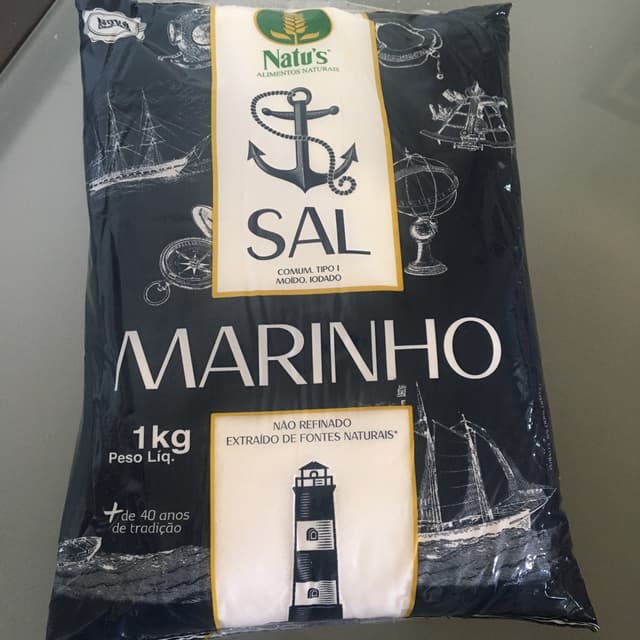 Nova
Natu's
ALIMENTOS NATURAIS
SAL
COMUM. TIPO I
MOÍDO. IODADO
MARINHO
1kg
Peso Líq.
NÃO REFINADO
EXTRAÍDO DE FONTES NATURAIS*
+ de 40 anos
de tradição